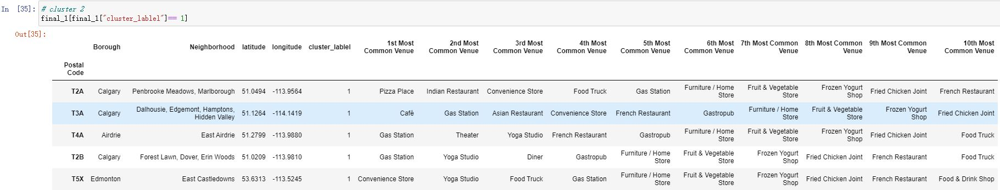 In [35]: # cluster 2
final_1[final_1["cluster_lablel"]== 1]
Out[35]:
Borough Neighborhood latitude longitude cluster_lablel 1st Most Common Venue 2nd Most Common Venue 3rd Most Common Venue 4th Most Common Venue 5th Most Common Venue 6th Most Common Venue 7th Most Common Venue 8th Most Common Venue 9th Most Common Venue 10th Most Common Venue
Postal Code
T2A Calgary Penbrooke Meadows, Marlborough 51.0494 -113.9564 1 Pizza Place Indian Restaurant Convenience Store Food Truck Gas Station Furniture / Home Store Fruit & Vegetable Store Frozen Yogurt Shop Fried Chicken Joint French Restaurant
T3A Calgary Dalhousie, Edgemont, Hamptons, Hidden Valley 51.1264 -114.1419 1 Café Gas Station Asian Restaurant Convenience Store French Restaurant Gastropub Furniture / Home Store Fruit & Vegetable Store Frozen Yogurt Shop Fried Chicken Joint
T4A Airdrie East Airdrie 51.2799 -113.9880 1 Gas Station Theater Yoga Studio French Restaurant Gastropub Furniture / Home Store Fruit & Vegetable Store Frozen Yogurt Shop Fried Chicken Joint Food Truck
T2B Calgary Forest Lawn, Dover, Erin Woods 51.0209 -113.9810 1 Gas Station Yoga Studio Diner Gastropub Furniture / Home Store Fruit & Vegetable Store Frozen Yogurt Shop Fried Chicken Joint French Restaurant Food Truck
T5X Edmonton East Castledowns 53.6313 -113.5245 1 Convenience Store Yoga Studio Food Truck Gas Station Furniture / Home Store Fruit & Vegetable Store Frozen Yogurt Shop Fried Chicken Joint French Restaurant Food & Drink Shop